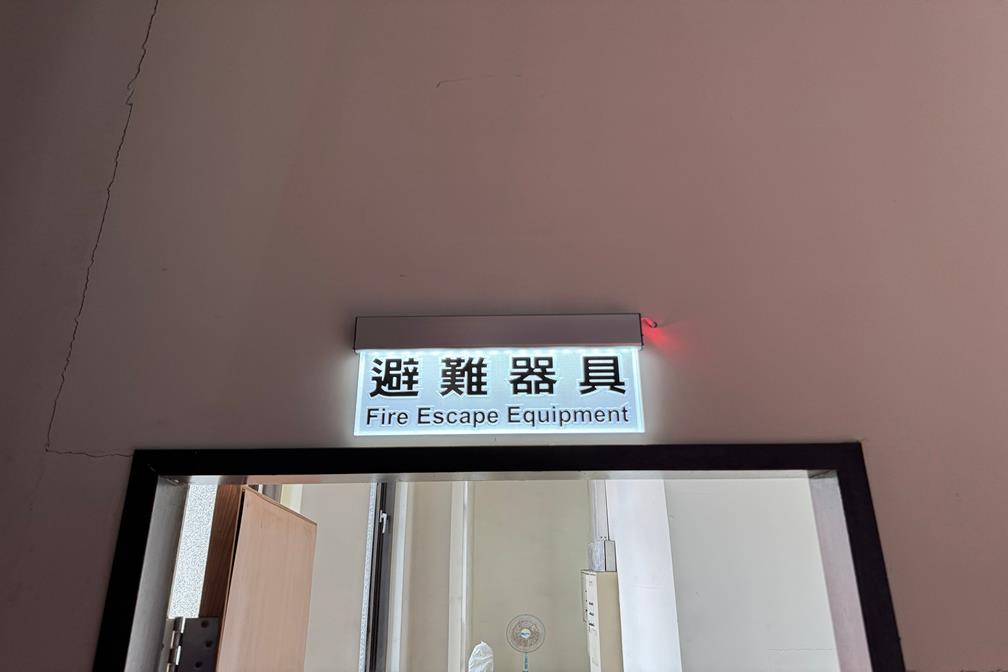 避難器具
Fire Escape Equipment